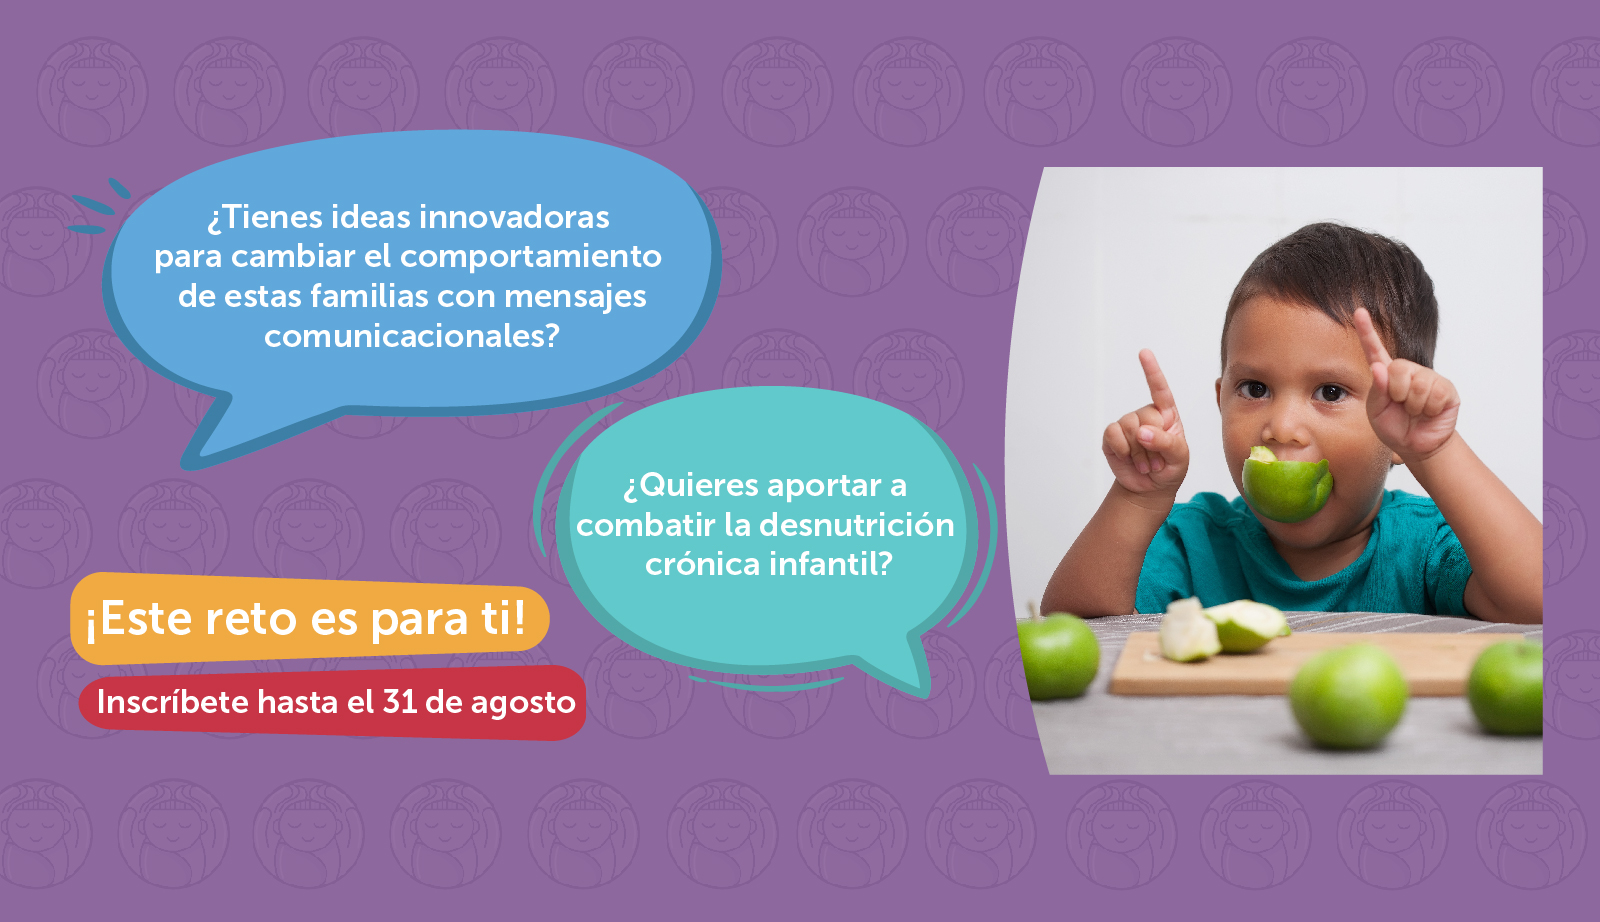 ¿Tienes ideas innovadoras
para cambiar el comportamiento
de estas familias con mensajes
comunicacionales?
¿Quieres aportar a
combatir la desnutrición
crónica infantil?
¡Este reto es para ti!
Inscríbete hasta el 31 de agosto